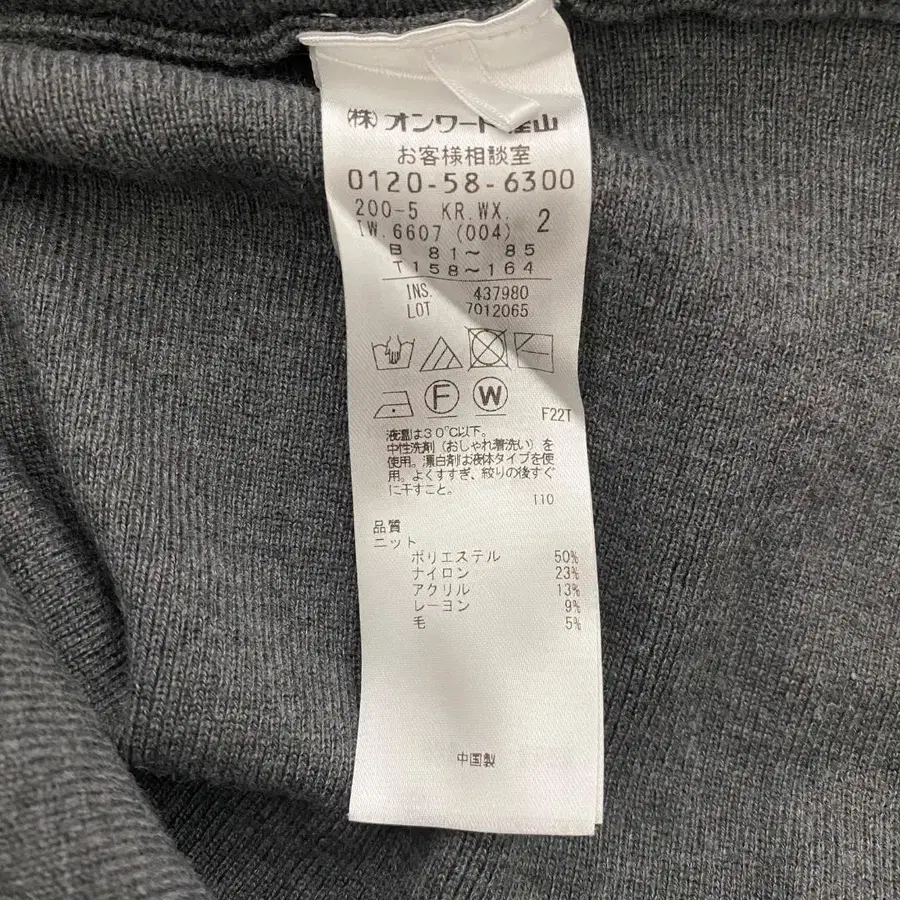 (株)オンワード樫山
お客様相談室
0120-58-6300
200-5 KR.WX. 2
IW.6607 (004)
B 81~ 85
T158~164
INS. 437980
LOT 7012065
F W F22T
液温は30℃以下。
中性洗剤(おしゃれ着洗い)を
使用。漂白剤は液体タイプを使
用。よくすすぎ、絞りの後すぐ
に干すこと。
110
品質
ニット
ポリエステル 50%
ナイロン 23%
アクリル 13%
レーヨン 9%
毛 5%
中国製